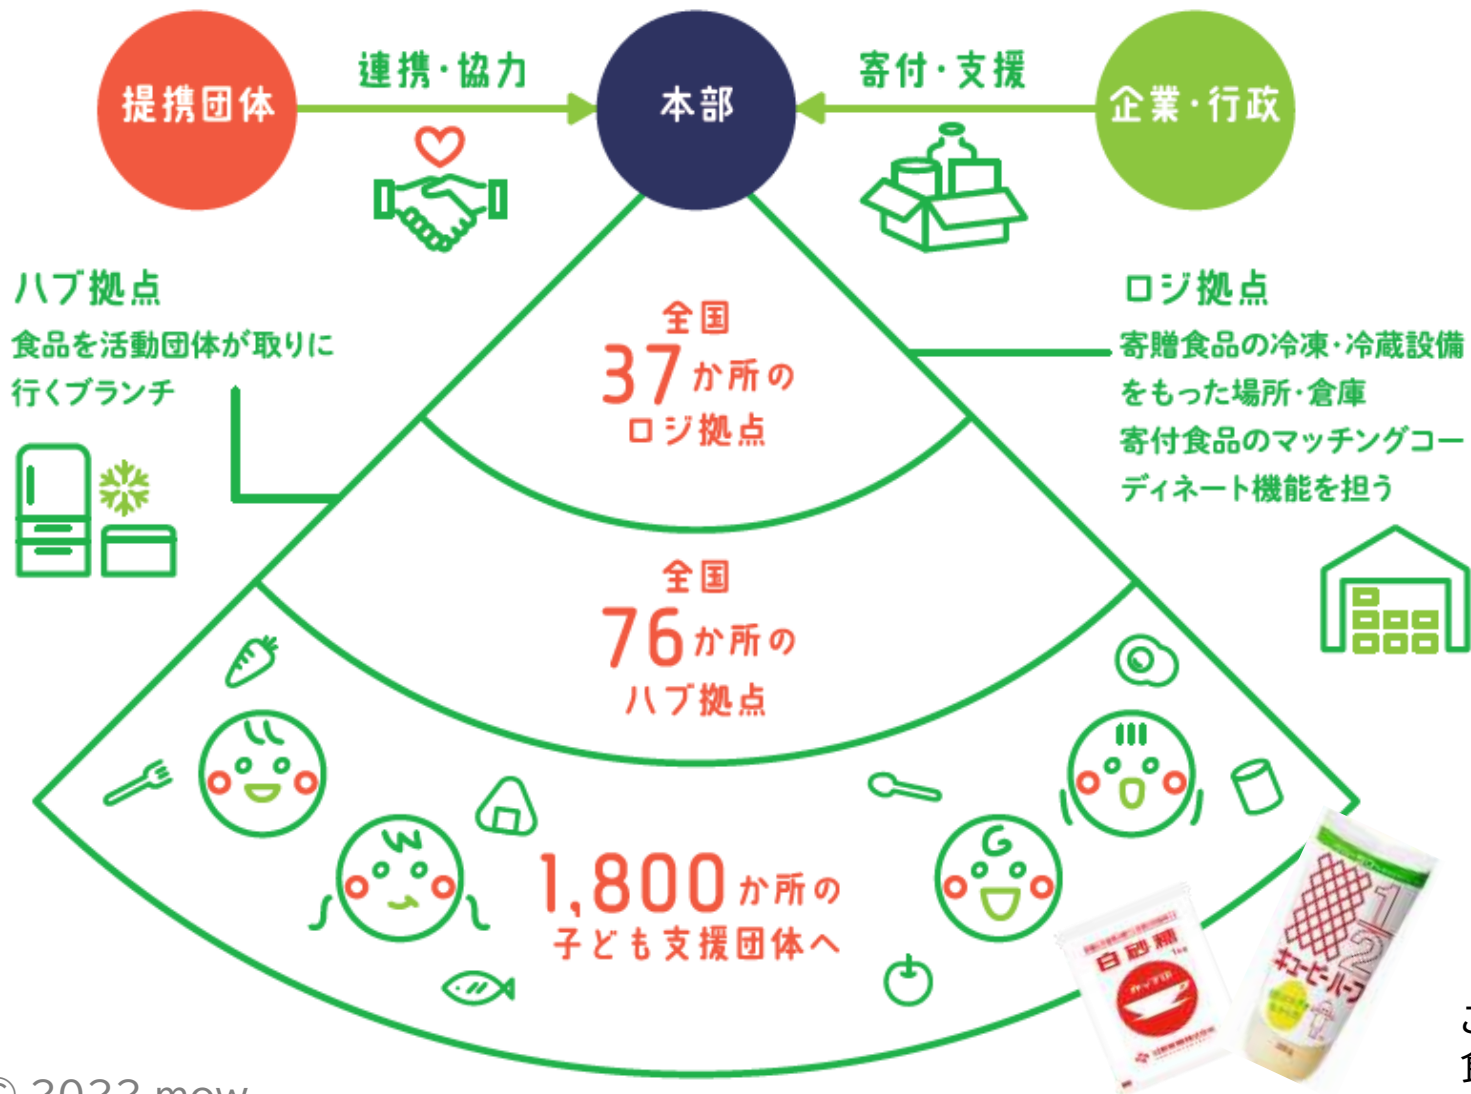 提携団体
連携・協力
本部
寄付・支援
企業・行政
ハブ拠点
食品を活動団体が取りに
行くブランチ
ロジ拠点
寄贈食品の冷凍・冷蔵設備
をもった場所・倉庫
寄付食品のマッチングコー
ディネート機能を担う
全国
37か所の
ロジ拠点
全国
76か所の
ハブ拠点
1,800か所の
子ども支援団体へ
白砂糖
1kg
1/2
キユーピーハーフ
© 2022 mow